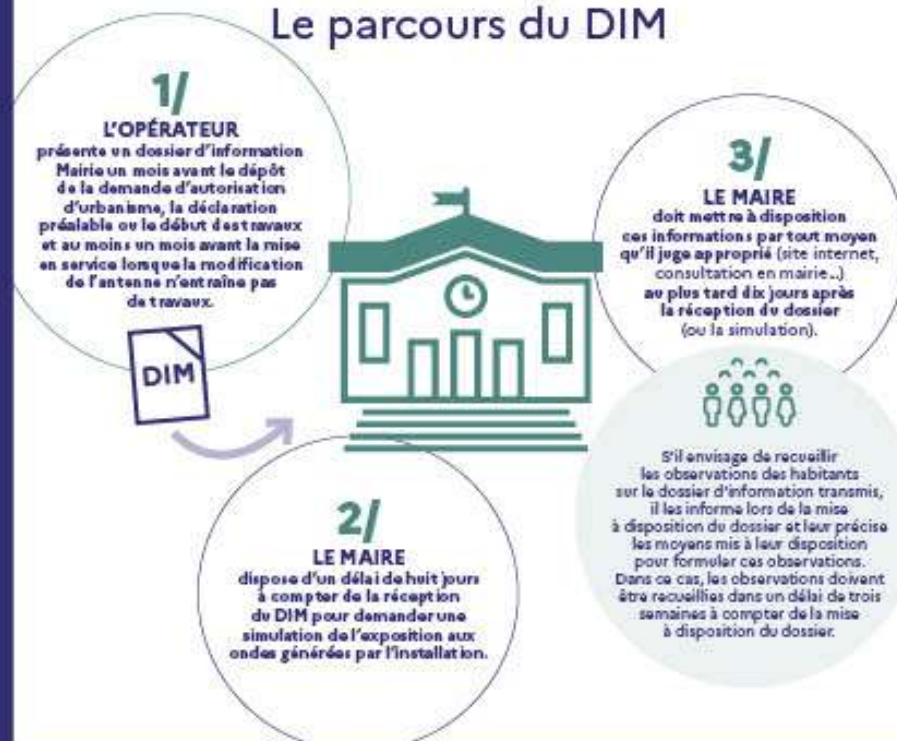 Le parcours du DIM
1/
L'OPÉRATEUR
présente un dossier d'information
Mairie un mois avant le dépôt
de la demande d'autorisation
d'urbanisme, la déclaration
préalable ou le début des travaux
et au moins un mois avant la mise
en service lorsque la modification
de l'antenne n'entraîne pas
de travaux.
DIM
2/
LE MAIRE
dispose d'un délai de huit jours
à compter de la réception
du DIM pour demander une
simulation de l'exposition aux
ondes générées par l'installation.
3/
LE MAIRE
doit mettre à disposition
ces informations par tout moyen
qu'il juge approprié (site internet,
consultation en mairie...)
au plus tard dix jours après
la réception du dossier
(ou la simulation).
S'il envisage de recueillir
les observations des habitants
sur le dossier d'information transmis,
il les informe lors de la mise
à disposition du dossier et leur précise
les moyens mis à leur disposition
pour formuler ces observations.
Dans ce cas, les observations doivent
être recueillies dans un délai de trois
semaines à compter de la mise
à disposition du dossier.